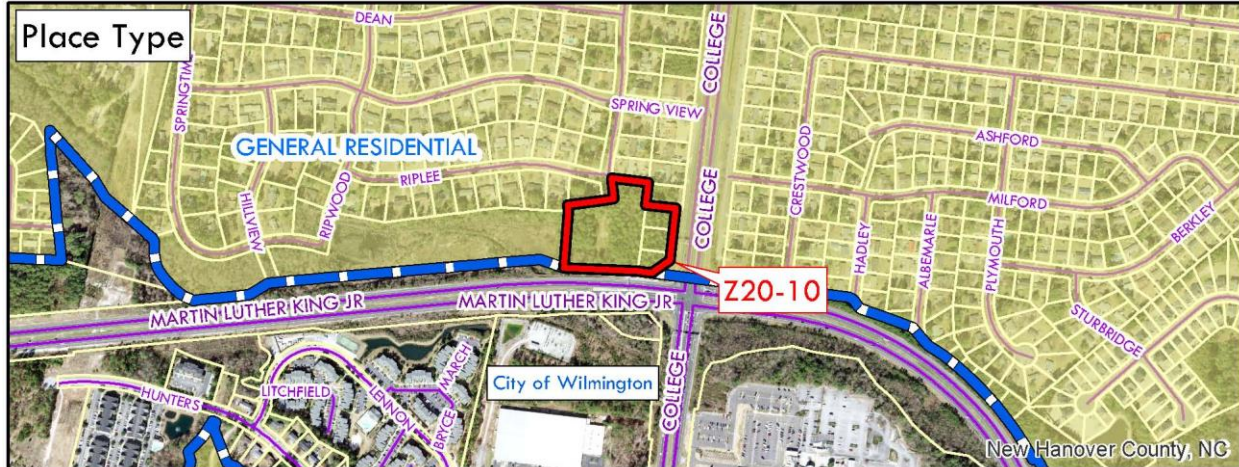 Place Type
DEAN
SPRINGTIM
SPRING VIEW
COLLEGE
GENERAL RESIDENTIAL
RIPLEE
HILLVIEW
RIPWOOD
COLLEGE
CRESTWOOD
ASHFORD
MILFORD
HADLEY
ALBEMARLE
PLYMOUTH
BERKLEY
STURBRIDGE
Z20-10
MARTIN LUTHER KING JR
MARTIN LUTHER KING JR
COLLEGE
City of Wilmington
HUNTERS
LITCHFIELD
LENNON
MARCH
BRYCE
New Hanover County, NC